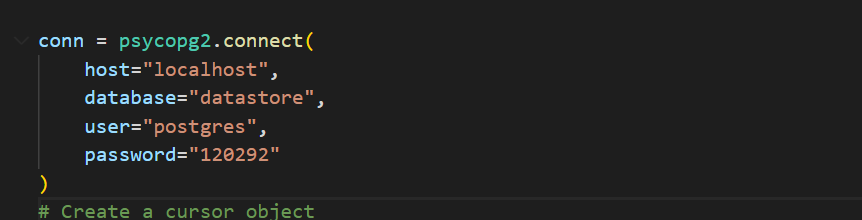 conn = psycopg2.connect(
    host="localhost",
    database="datastore",
    user="postgres",
    password="120292"
)
# Create a cursor object